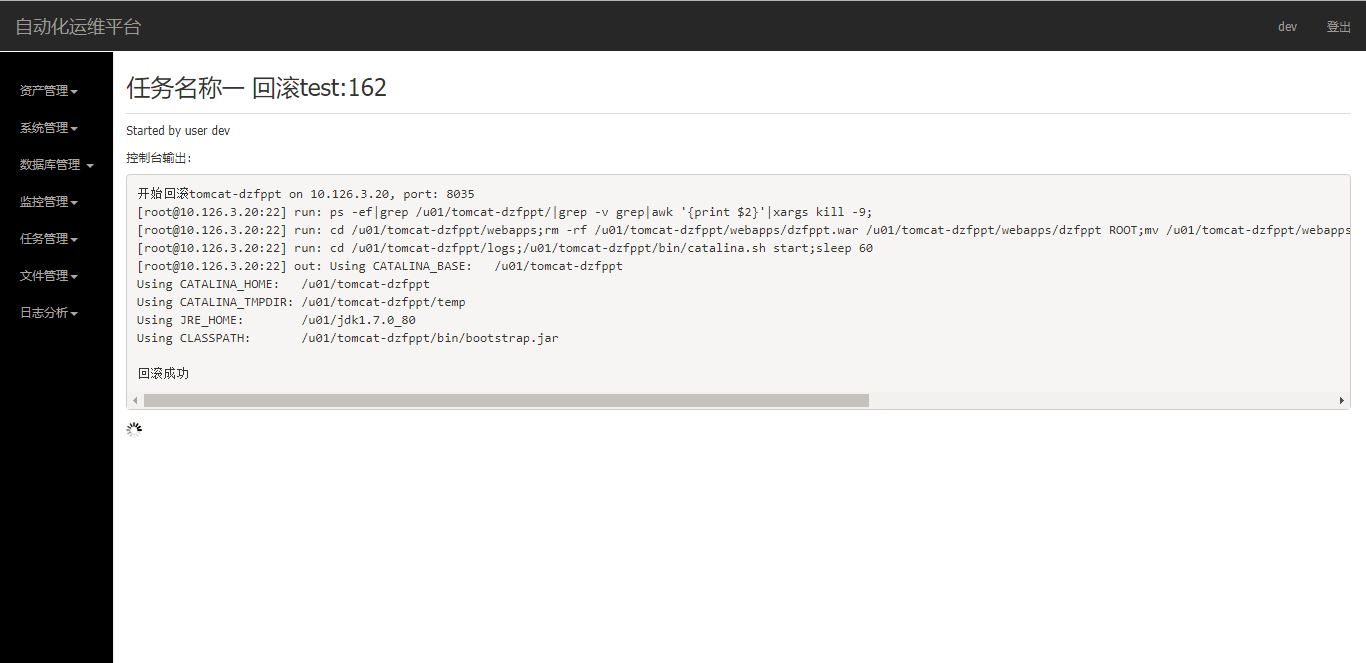 自动化运维平台
dev
登出
资产管理
系统管理
数据库管理
监控管理
任务管理
文件管理
日志分析
任务名称一 回滚test:162
Started by user dev
控制台输出:
开始回滚tomcat-dzfppt on 10.126.3.20, port: 8035
[root@10.126.3.20:22] run: ps -ef|grep /u01/tomcat-dzfppt/|grep -v grep|awk '{print $2}'|xargs kill -9;
[root@10.126.3.20:22] run: cd /u01/tomcat-dzfppt/webapps;rm -rf /u01/tomcat-dzfppt/webapps/dzfppt.war /u01/tomcat-dzfppt/webapps/dzfppt ROOT;mv /u01/tomcat-dzfppt/webapps
[root@10.126.3.20:22] run: cd /u01/tomcat-dzfppt/logs;/u01/tomcat-dzfppt/bin/catalina.sh start;sleep 60
[root@10.126.3.20:22] out: Using CATALINA_BASE:   /u01/tomcat-dzfppt
Using CATALINA_HOME:   /u01/tomcat-dzfppt
Using CATALINA_TMPDIR: /u01/tomcat-dzfppt/temp
Using JRE_HOME:        /u01/jdk1.7.0_80
Using CLASSPATH:       /u01/tomcat-dzfppt/bin/bootstrap.jar
回滚成功